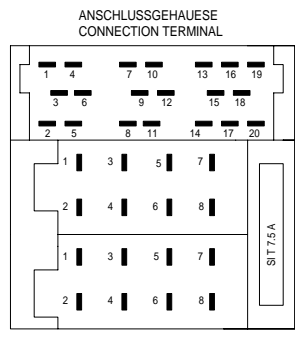 ANSCHLUSSGEHAUESE
CONNECTION TERMINAL
1 4 7 10 13 16 19
3 6 9 12 15 18
2 5 8 11 14 17 20
1 3 5 7
2 4 6 8
1 3 5 7
2 4 6 8
SI T 7.5 A